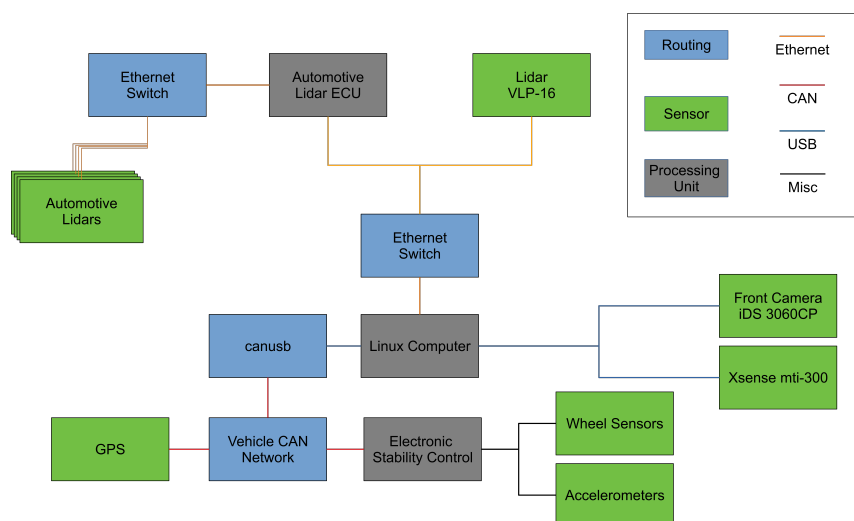 Ethernet
Switch
Automotive
Lidar ECU
Lidar
VLP-16
Routing
Ethernet
CAN
Sensor
USB
Processing
Unit
Misc
Automotive
Lidars
Ethernet
Switch
Front Camera
iDS 3060CP
canusb
Linux Computer
Xsense mti-300
Wheel Sensors
GPS
Vehicle CAN
Network
Electronic
Stability Control
Accelerometers